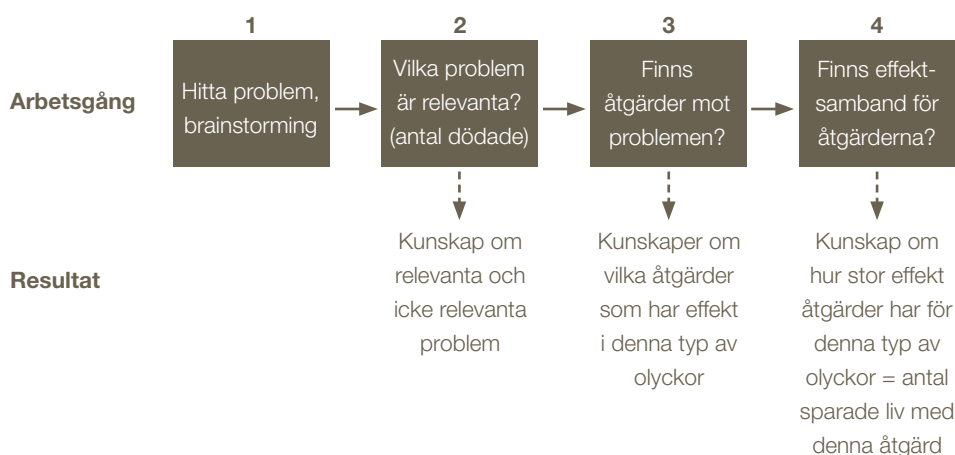 1
2
3
4
Arbetsgång
Hitta problem,
brainstorming
Vilka problem
är relevanta?
(antal dödade)
Finns
åtgärder mot
problemen?
Finns effekt-
samband för
åtgärderna?
Resultat
Kunskap om
relevanta och
icke relevanta
problem
Kunskaper om
vilka åtgärder
som har effekt
i denna typ av
olyckor
Kunskap om
hur stor effekt
åtgärder har för
denna typ av
olyckor = antal
sparade liv med
denna åtgärd